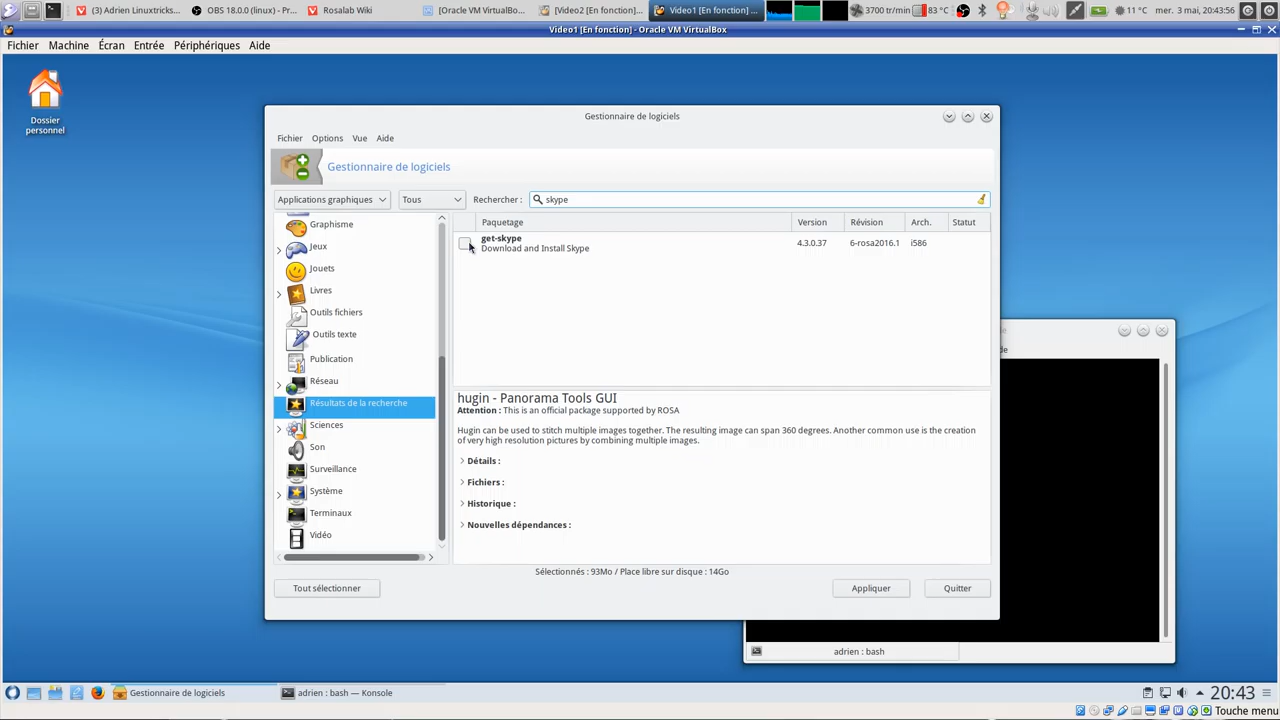 (3) Adrien Linuxtricks...
OBS 18.0.0 (linux) - Pr...
Rosalab Wiki
[Oracle VM VirtualBo...
[Video2 [En fonction]...
Video1 [En fonction] ...
3700 tr/min
83 °C
11 °C
mer. 3 mai, 20:43:56
Video1 [En fonction] - Oracle VM VirtualBox
Fichier Machine Écran Entrée Périphériques Aide
Dossier
personnel
Gestionnaire de logiciels
Fichier Options Vue Aide
Gestionnaire de logiciels
Applications graphiques Tous Rechercher : skype
Graphisme
Jeux
Jouets
Livres
Outils fichiers
Outils texte
Publication
Réseau
Résultats de la recherche
Sciences
Son
Surveillance
Système
Terminaux
Vidéo
Paquetage Version Révision Arch. Statut
get-skype
Download and Install Skype
4.3.0.37 6-rosa2016.1 i586
hugin - Panorama Tools GUI
Attention : This is an official package supported by ROSA
Hugin can be used to stitch multiple images together. The resulting image can span 360 degrees. Another common use is the creation
of very high resolution pictures by combining multiple images.
Détails :
Fichiers :
Historique :
Nouvelles dépendances :
Sélectionnés : 93Mo / Place libre sur disque : 14Go
Tout sélectionner Appliquer Quitter
de
adrien : bash
Gestionnaire de logiciels
adrien : bash — Konsole
20:43
Touche menu